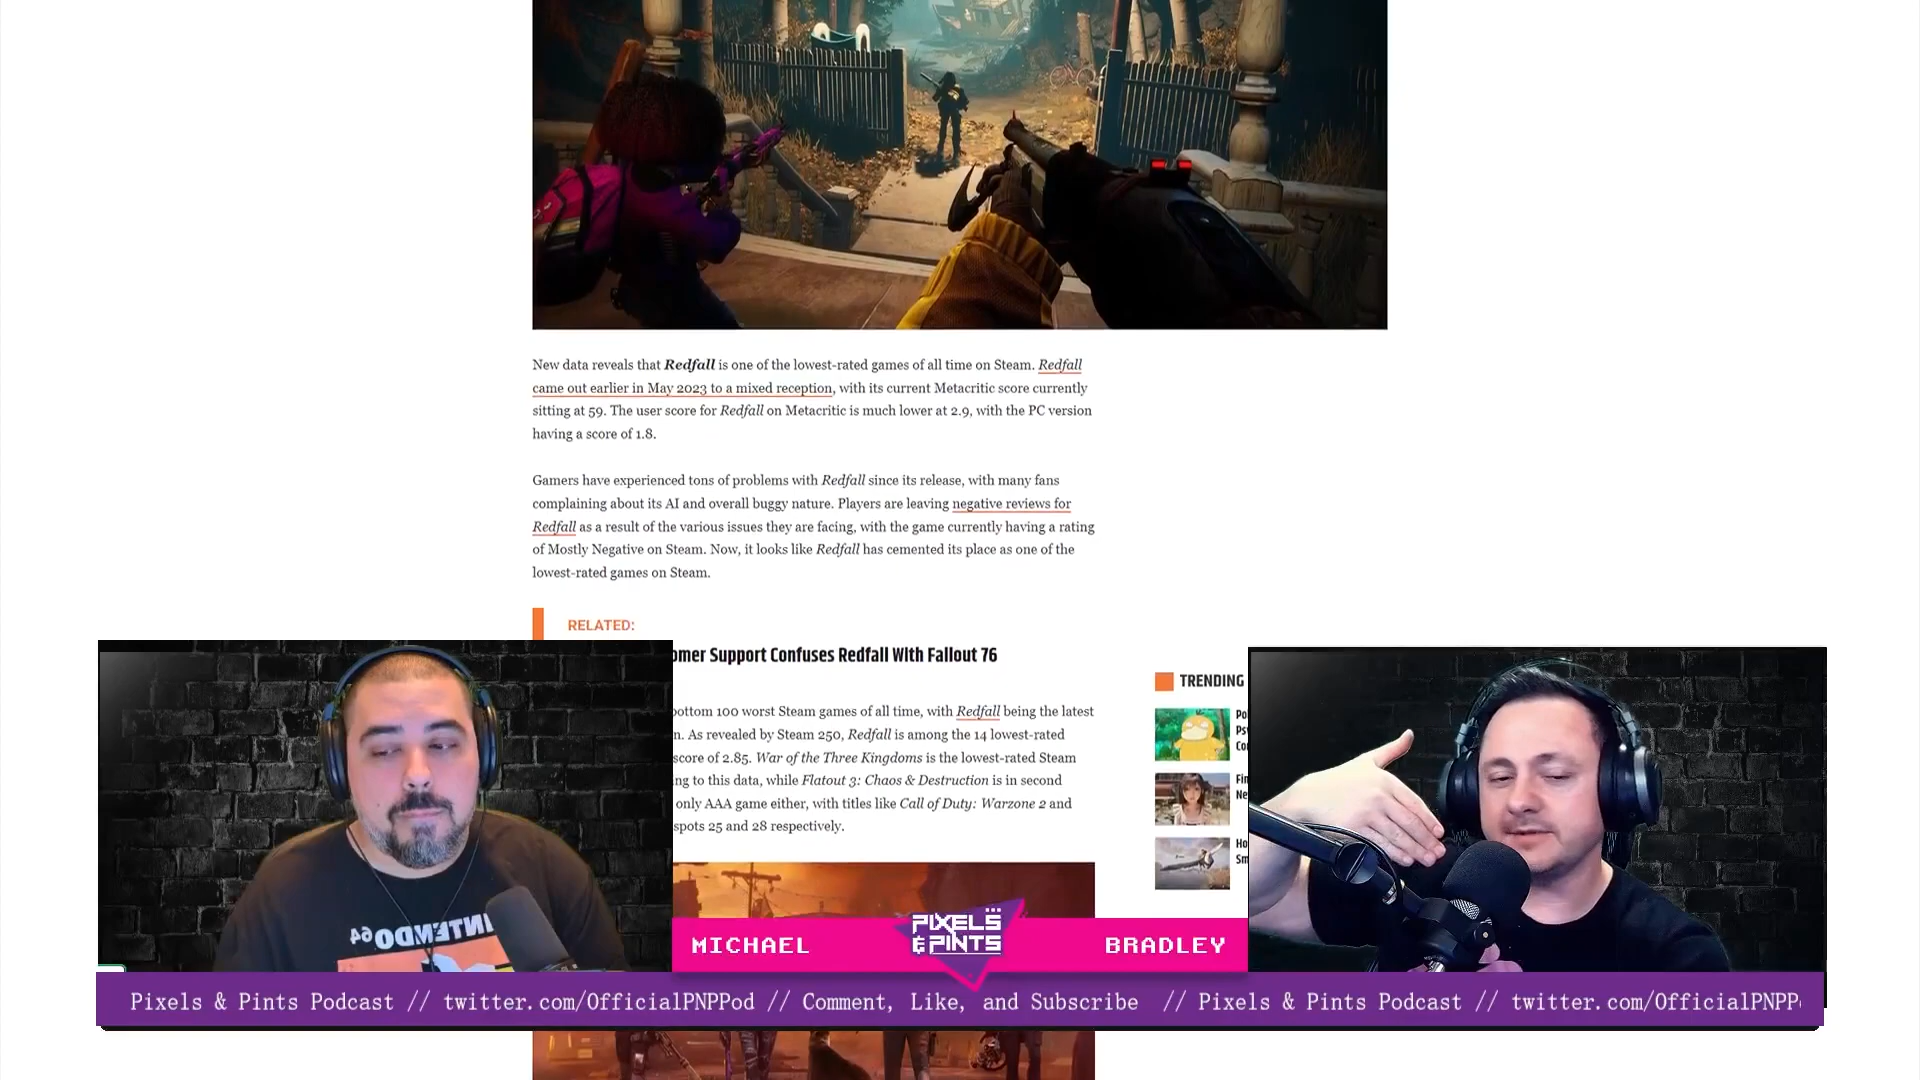 New data reveals that Redfall is one of the lowest-rated games of all time on Steam. Redfall
came out earlier in May 2023 to a mixed reception, with its current Metacritic score currently
sitting at 59. The user score for Redfall on Metacritic is much lower at 2.9, with the PC version
having a score of 1.8.
Gamers have experienced tons of problems with Redfall since its release, with many fans
complaining about its AI and overall buggy nature. Players are leaving negative reviews for
Redfall as a result of the various issues they are facing, with the game currently having a rating
of Mostly Negative on Steam. Now, it looks like Redfall has cemented its place as one of the
lowest-rated games on Steam.
RELATED:
omer Support Confuses Redfall With Fallout 76
bottom 100 worst Steam games of all time, with Redfall being the latest
n. As revealed by Steam 250, Redfall is among the 14 lowest-rated
score of 2.85. War of the Three Kingdoms is the lowest-rated Steam
ng to this data, while Flatout 3: Chaos & Destruction is in second
only AAA game either, with titles like Call of Duty: Warzone 2 and
spots 25 and 28 respectively.
TRENDING
Po
Psy
Co
Fin
Ne
Ho
Sm
NINTENDO 64
MICHAEL
PIXELS
& PINTS
BRADLEY
Pixels & Pints Podcast // twitter.com/OfficialPNPPod // Comment, Like, and Subscribe // Pixels & Pints Podcast // twitter.com/OfficialPNPP